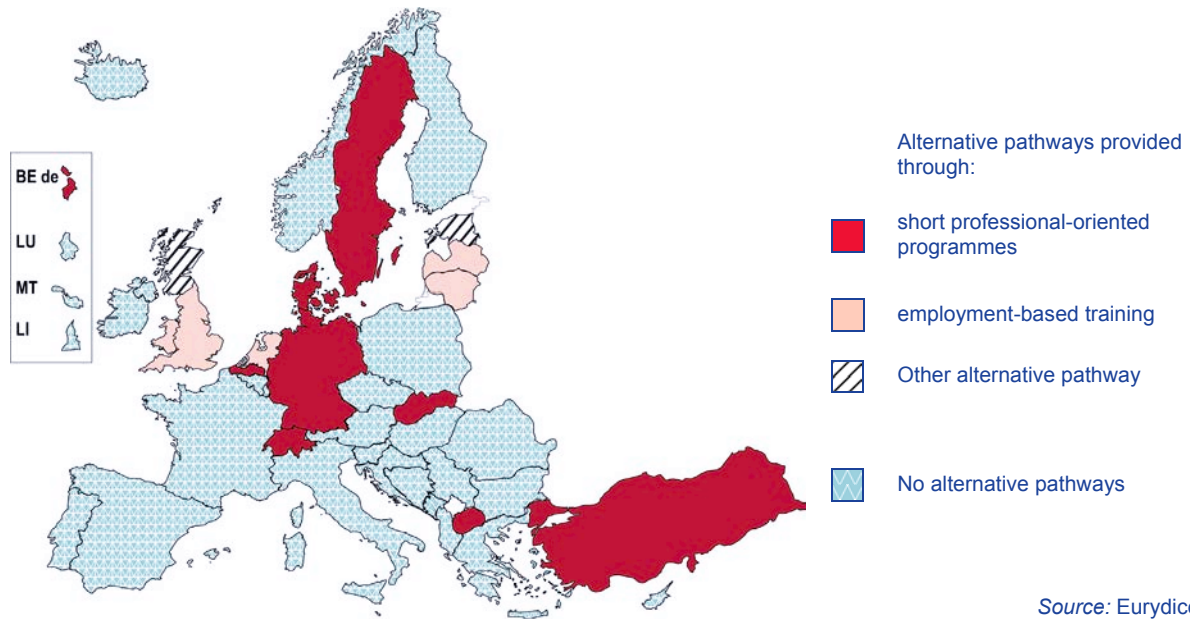 BE de
LU
MT
LI
Alternative pathways provided
through:
short professional-oriented
programmes
employment-based training
Other alternative pathway
No alternative pathways
Source: Eurydice